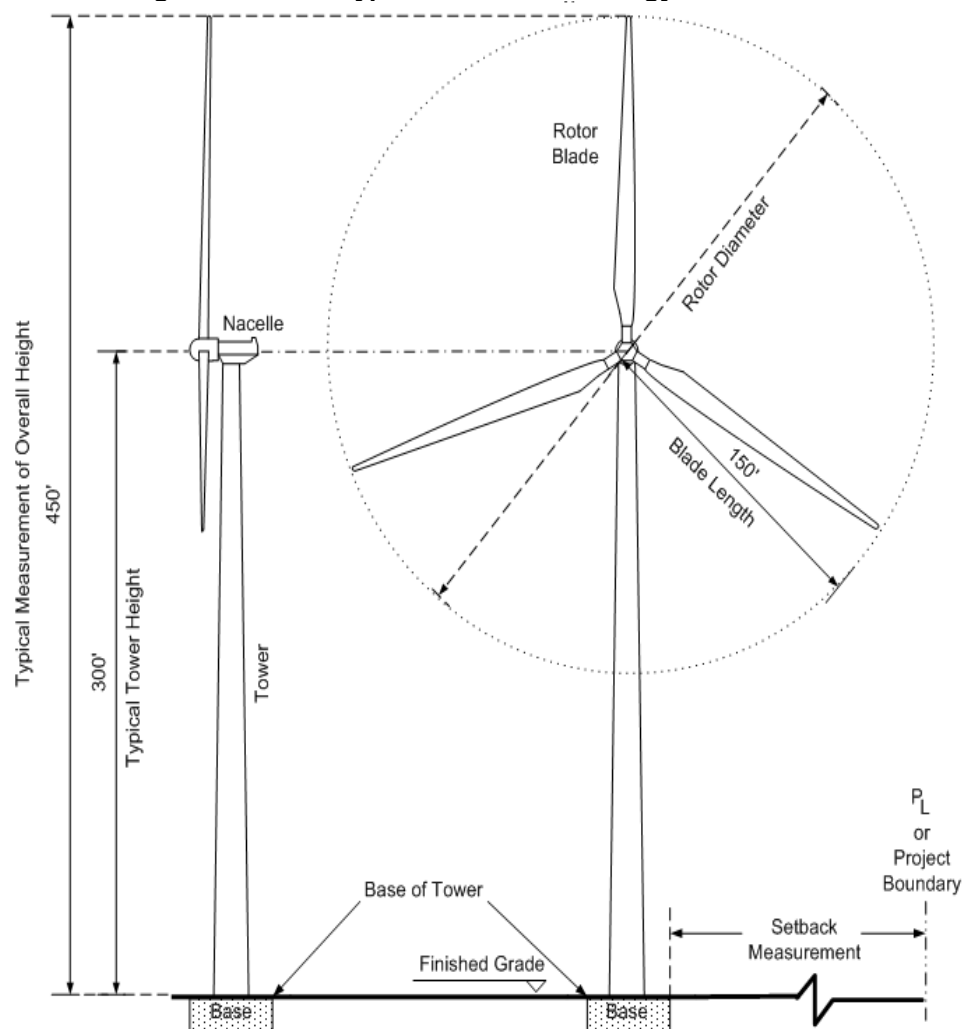 Rotor
Blade
Rotor Diameter
Nacelle
Typical Measurement of Overall Height
450'
300'
Typical Tower Height
Tower
150'
Blade Length
PL
or
Project
Boundary
Base of Tower
Setback
Measurement
Finished Grade
Base
Base